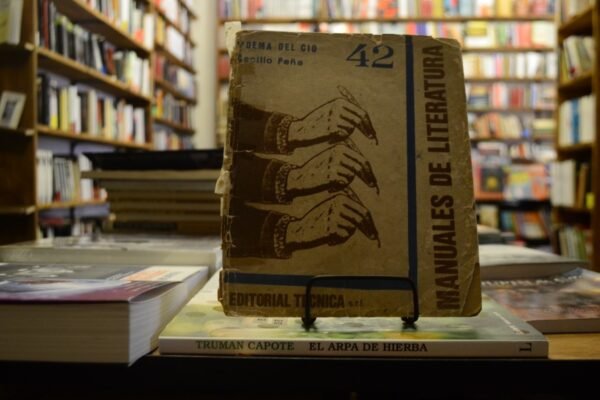 POEMA DEL CID
Cecilio Peña
42
MANUALES DE LITERATURA
EDITORIAL TECNICA s.r.l.
TRUMAN CAPOTE EL ARPA DE HIERBA